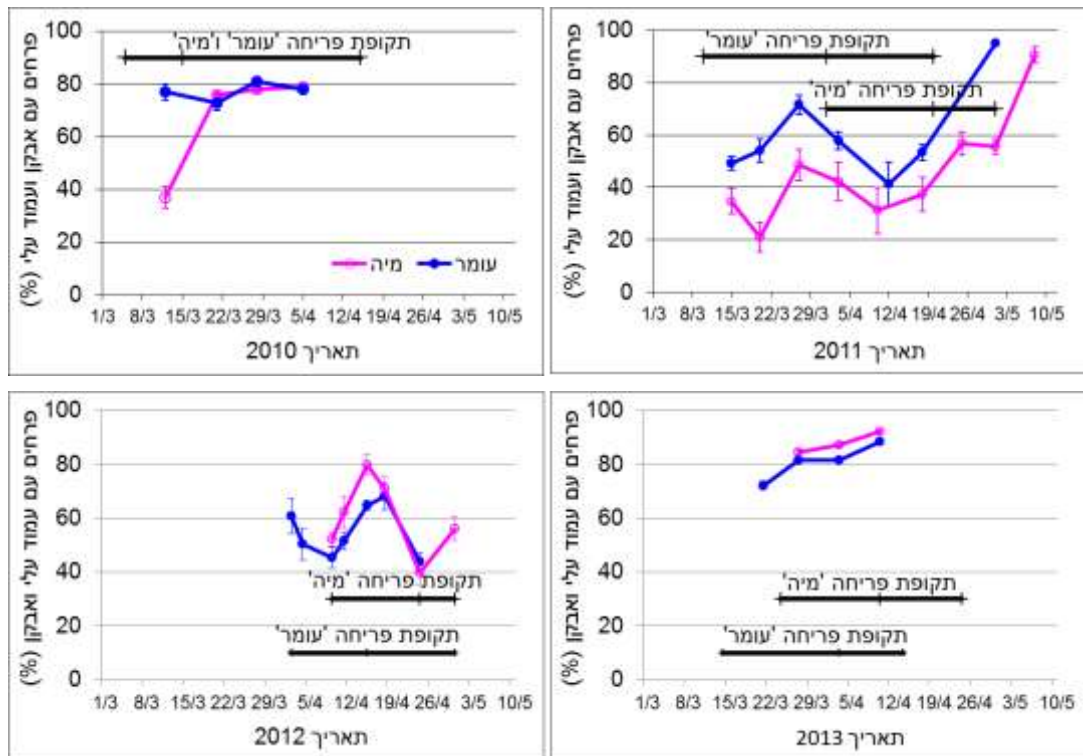 פרחים עם אבקן ועמוד עלי (%)
100
80
60
40
20
0
תקופת פריחה 'עומר' ו'מיה'
מיה
עומר
1/3 8/3 15/3 22/3 29/3 5/4 12/4 19/4 26/4 3/5 10/5
תאריך 2010
פרחים עם אבקן ועמוד עלי (%)
100
80
60
40
20
0
תקופת פריחה 'עומר'
תקופת פריחה 'מיה'
1/3 8/3 15/3 22/3 29/3 5/4 12/4 19/4 26/4 3/5 10/5
תאריך 2011
פרחים עם עמוד עלי ואבקן (%)
100
80
60
40
20
0
תקופת פריחה 'מיה'
תקופת פריחה 'עומר'
1/3 8/3 15/3 22/3 29/3 5/4 12/4 19/4 26/4 3/5 10/5
תאריך 2012
פרחים עם עמוד עלי ואבקן (%)
100
80
60
40
20
0
תקופת פריחה 'מיה'
תקופת פריחה 'עומר'
1/3 8/3 15/3 22/3 29/3 5/4 12/4 19/4 26/4 3/5 10/5
תאריך 2013